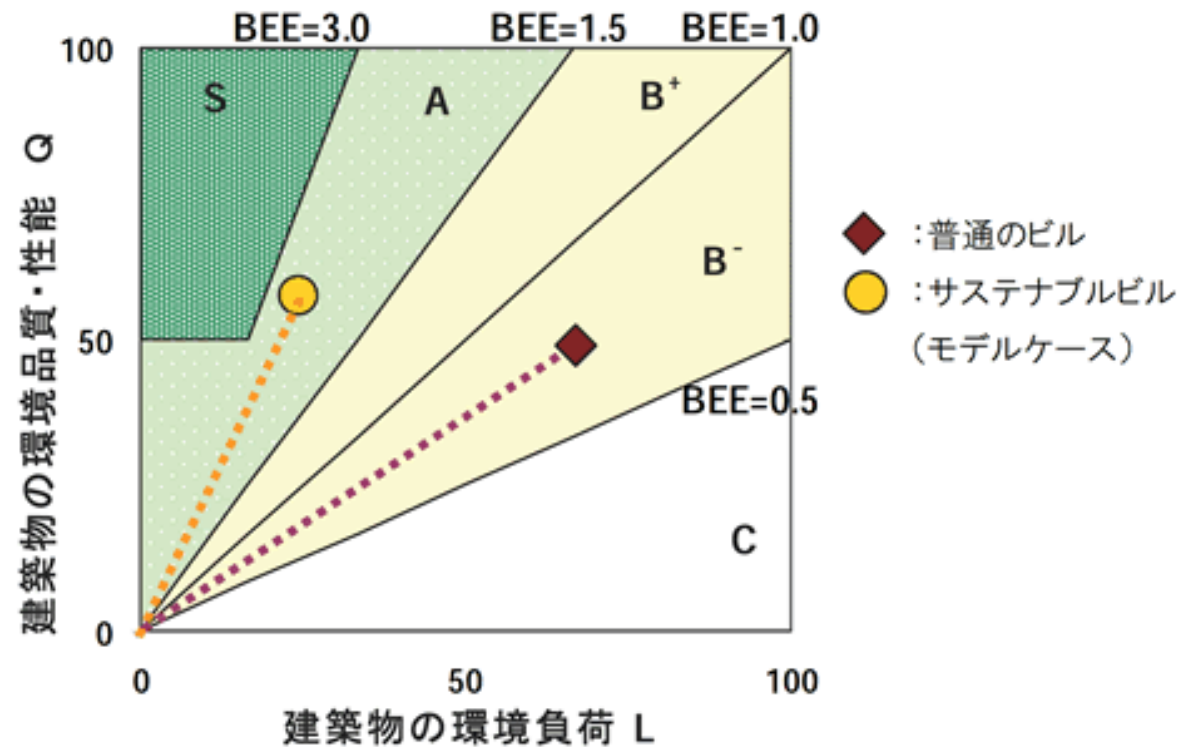 BEE=3.0
BEE=1.5
BEE=1.0
100
S
A
B⁺
建築物の環境品質・性能 Q
B⁻
:普通のビル
:サステナブルビル
(モデルケース)
50
BEE=0.5
C
0
0
50
100
建築物の環境負荷 L